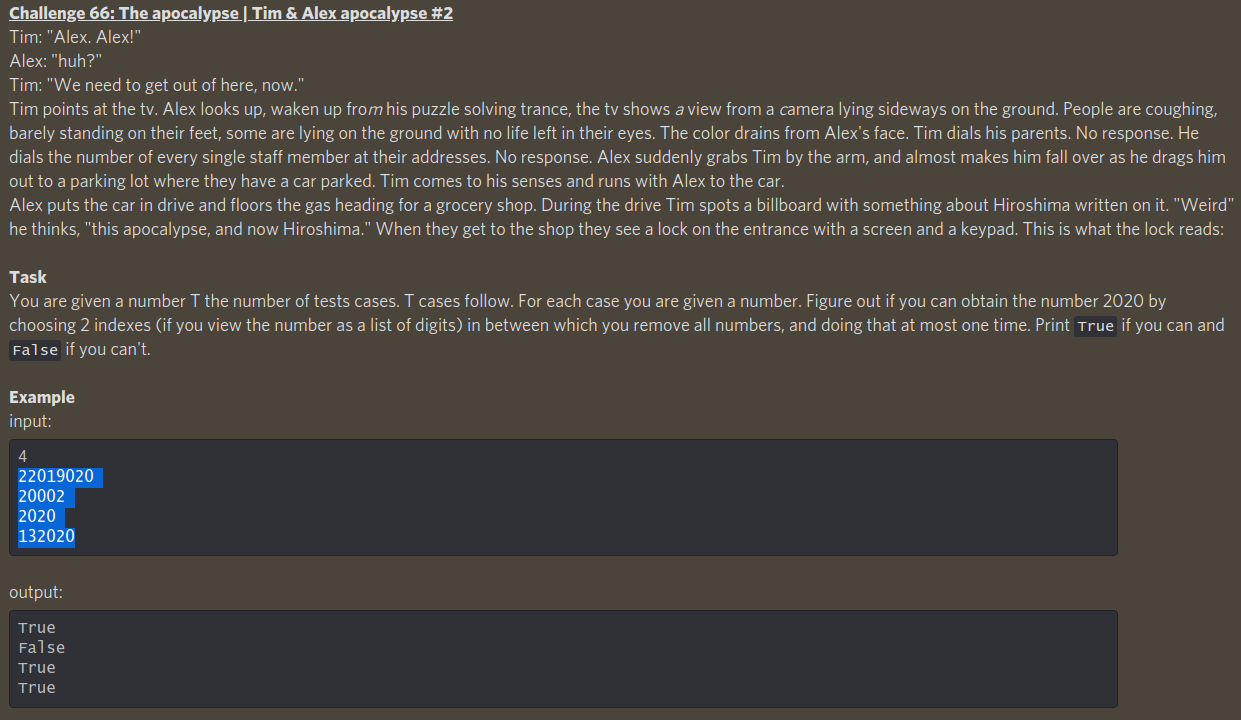 Challenge 66: The apocalypse | Tim & Alex apocalypse #2
Tim: "Alex. Alex!"
Alex: "huh?"
Tim: "We need to get out of here, now."
Tim points at the tv. Alex looks up, waken up from his puzzle solving trance, the tv shows a view from a camera lying sideways on the ground. People are coughing,
barely standing on their feet, some are lying on the ground with no life left in their eyes. The color drains from Alex's face. Tim dials his parents. No response. He
dials the number of every single staff member at their addresses. No response. Alex suddenly grabs Tim by the arm, and almost makes him fall over as he drags him
out to a parking lot where they have a car parked. Tim comes to his senses and runs with Alex to the car.
Alex puts the car in drive and floors the gas heading for a grocery shop. During the drive Tim spots a billboard with something about Hiroshima written on it. "Weird"
he thinks, "this apocalypse, and now Hiroshima." When they get to the shop they see a lock on the entrance with a screen and a keypad. This is what the lock reads:
Task
You are given a number T the number of tests cases. T cases follow. For each case you are given a number. Figure out if you can obtain the number 2020 by
choosing 2 indexes (if you view the number as a list of digits) in between which you remove all numbers, and doing that at most one time. Print True if you can and
False if you can't.
Example
input:
4
22019020
20002
2020
132020
output:
True
False
True
True